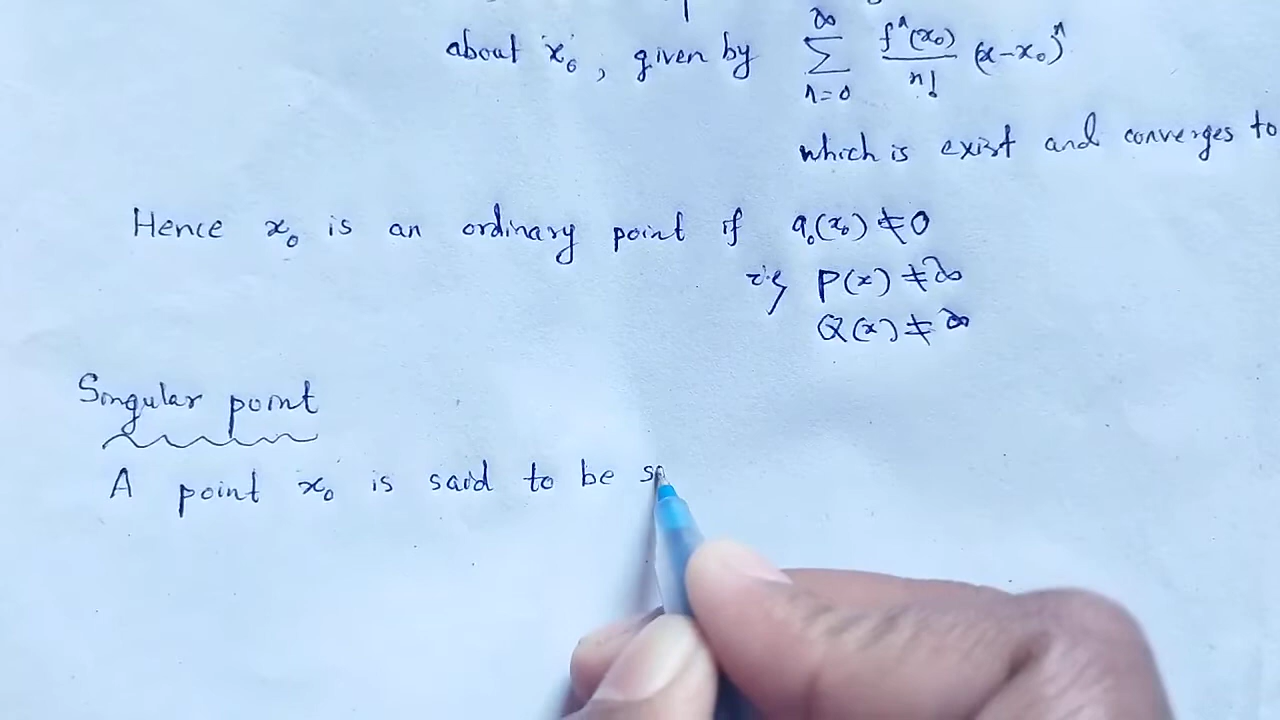 about x₀, given by ∑_{n=0}^{∞} fⁿ(x₀)/n! (x-x₀)ⁿ
which is exist and converges to
Hence x₀ is an ordinary point if a₀(x₀) ≠ 0
P(x) ≠ ∞
Q(x) ≠ ∞
Singular point
A point x₀ is said to be